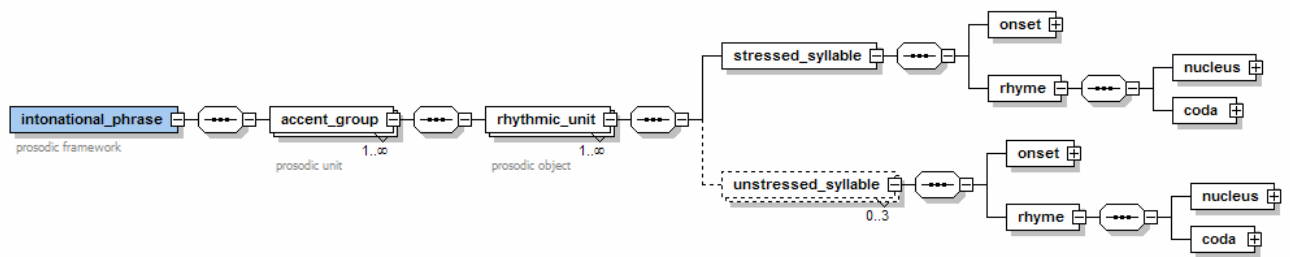 onset
stressed_syllable
rhyme
nucleus
coda
intonational_phrase
prosodic framework
accent_group
1..∞
prosodic unit
rhythmic_unit
1..∞
prosodic object
onset
unstressed_syllable
0..3
rhyme
nucleus
coda